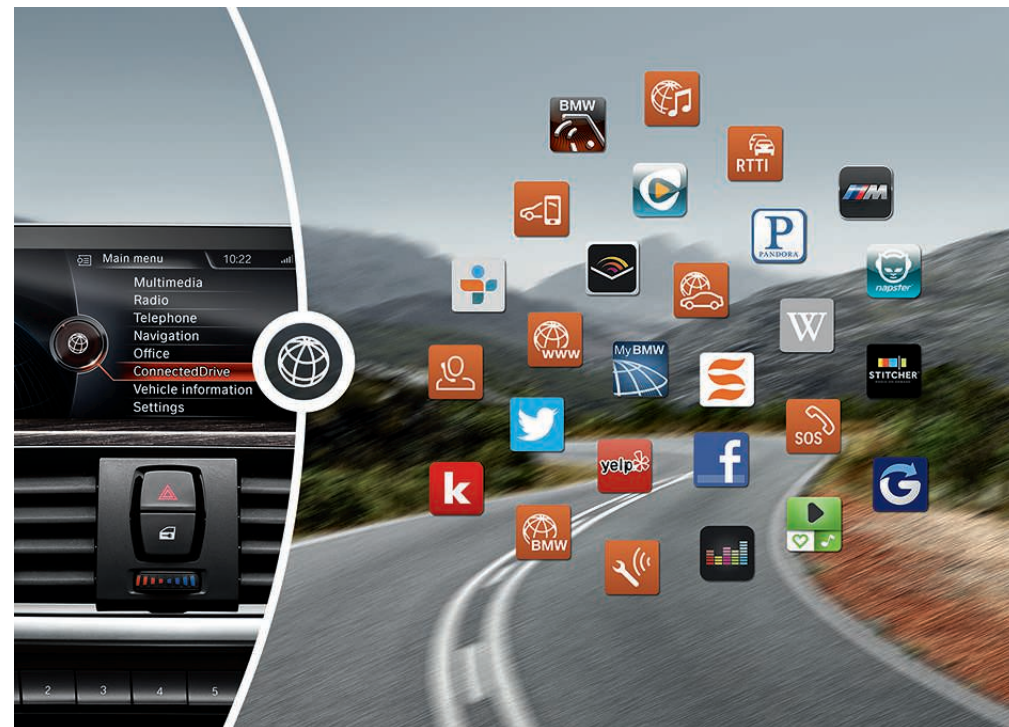 Main menu
10:22
Multimedia
Radio
Telephone
Navigation
Office
ConnectedDrive
Vehicle information
Settings
2
3
4
5
BMW
RTTI
M
P
PANDORA
napster
W
www
My BMW
STITCHER
SOS
yelp
f
k
G
BMW